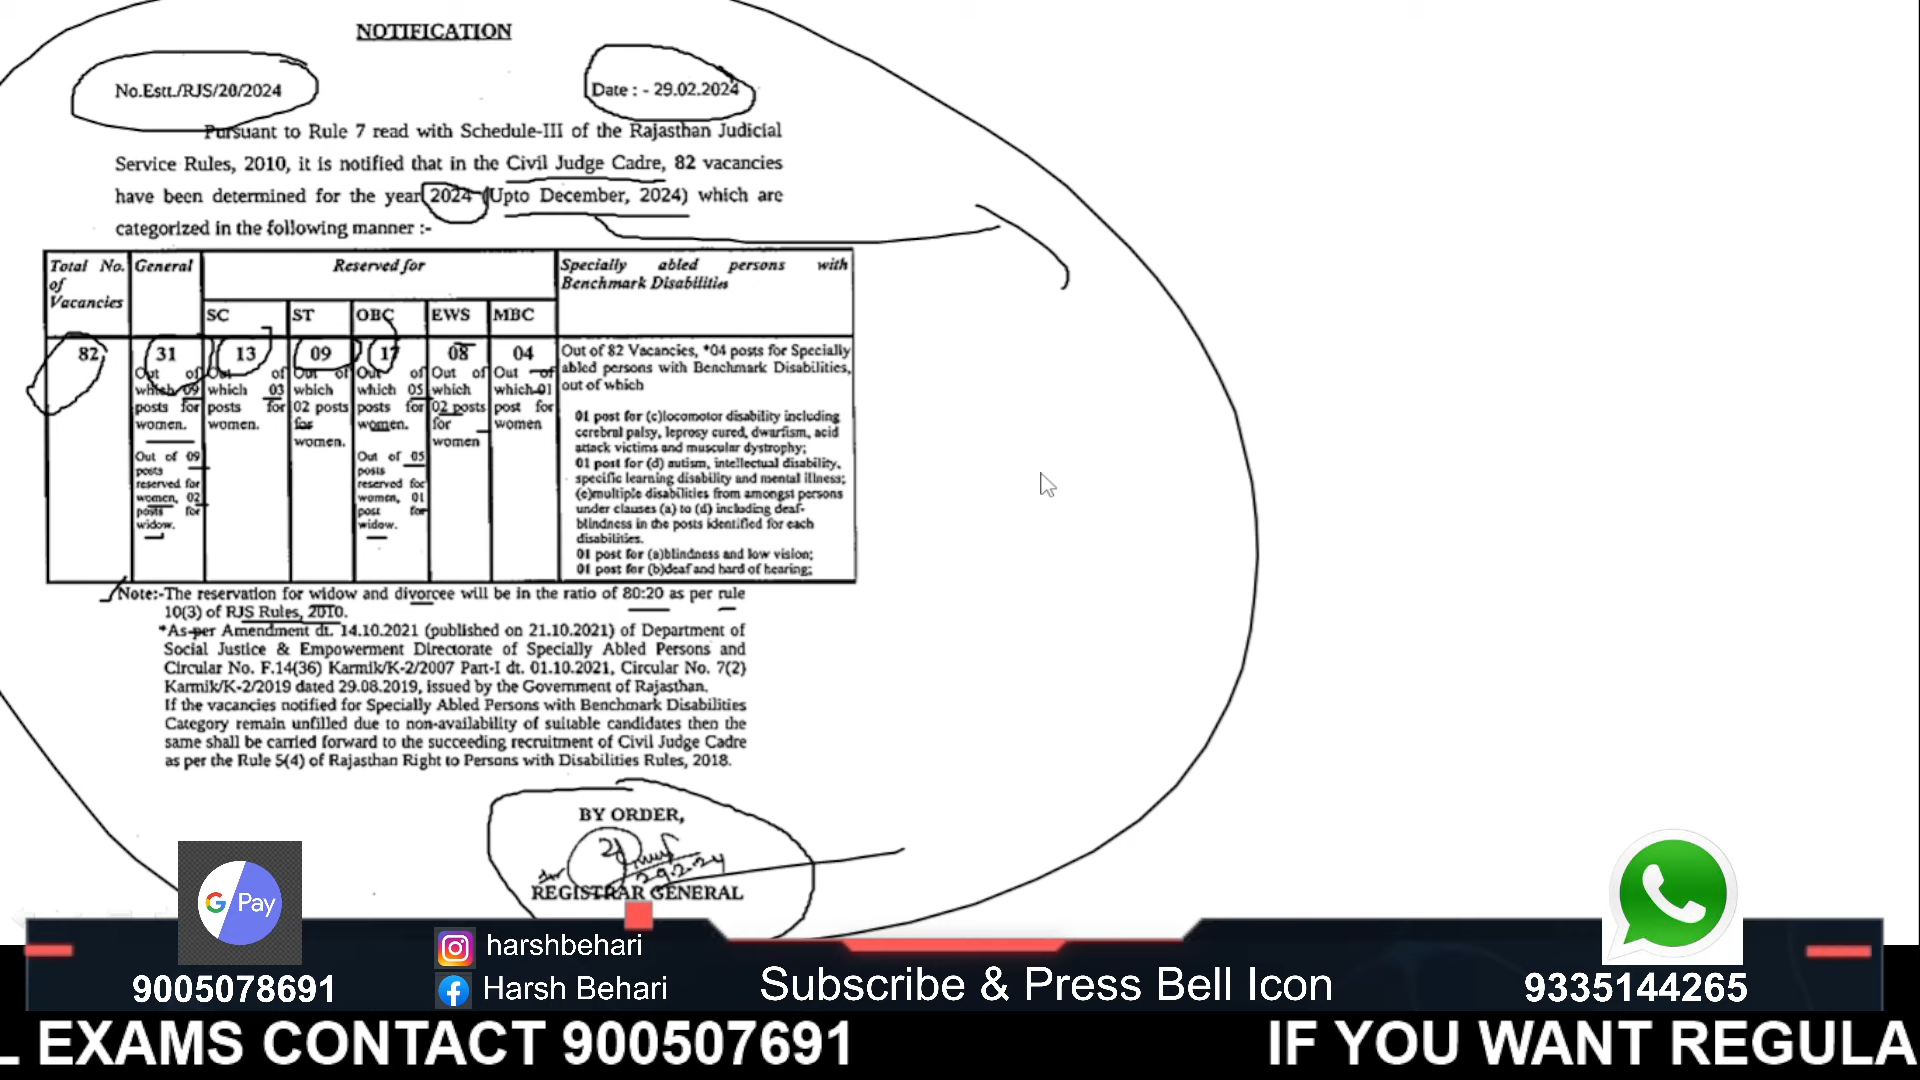 NOTIFICATION
No.Estt./RJS/20/2024
Date : - 29.02.2024
Pursuant to Rule 7 read with Schedule-III of the Rajasthan Judicial
Service Rules, 2010, it is notified that in the Civil Judge Cadre, 82 vacancies
have been determined for the year 2024 (Upto December, 2024) which are
categorized in the following manner :-
Total No. of Vacancies
General
Reserved for
Specially abled persons with
Benchmark Disabilities
SC
ST
OBC
EWS
MBC
82
31
Out of
which 09
posts for
women.
Out of 09
posts
reserved for
women, 02
posts for
widow.
13
Out of
which 03
posts for
women.
09
Out of
which
02 posts
for
women.
17
Out of
which 05
posts for
women.
Out of 05
posts
reserved for
women, 01
post for
widow.
08
Out of
which
02 posts
for
women
04
Out of
which 01
post for
women
Out of 82 Vacancies, *04 posts for Specially
abled persons with Benchmark Disabilities,
out of which
01 post for (c)locomotor disability including
cerebral palsy, leprosy cured, dwarfism, acid
attack victims and muscular dystrophy;
01 post for (d) autism, intellectual disability,
specific learning disability and mental illness;
(e)multiple disabilities from amongst persons
under clauses (a) to (d) including deaf-
blindness in the posts identified for each
disabilities.
01 post for (a)blindness and low vision;
01 post for (b)deaf and hard of hearing;
Note:-The reservation for widow and divorcee will be in the ratio of 80:20 as per rule
10(3) of RJS Rules, 2010.
*As per Amendment dt. 14.10.2021 (published on 21.10.2021) of Department of
Social Justice & Empowerment Directorate of Specially Abled Persons and
Circular No. F.14(36) Karmik/K-2/2007 Part-I dt. 01.10.2021, Circular No. 7(2)
Karmik/K-2/2019 dated 29.08.2019, issued by the Government of Rajasthan.
If the vacancies notified for Specially Abled Persons with Benchmark Disabilities
Category remain unfilled due to non-availability of suitable candidates then the
same shall be carried forward to the succeeding recruitment of Civil Judge Cadre
as per the Rule 5(4) of Rajasthan Right to Persons with Disabilities Rules, 2018.
BY ORDER,
29.2.24
REGISTRAR GENERAL
G Pay
9005078691
harshbehari
Harsh Behari
Subscribe & Press Bell Icon
9335144265
L EXAMS CONTACT 900507691
IF YOU WANT REGULA